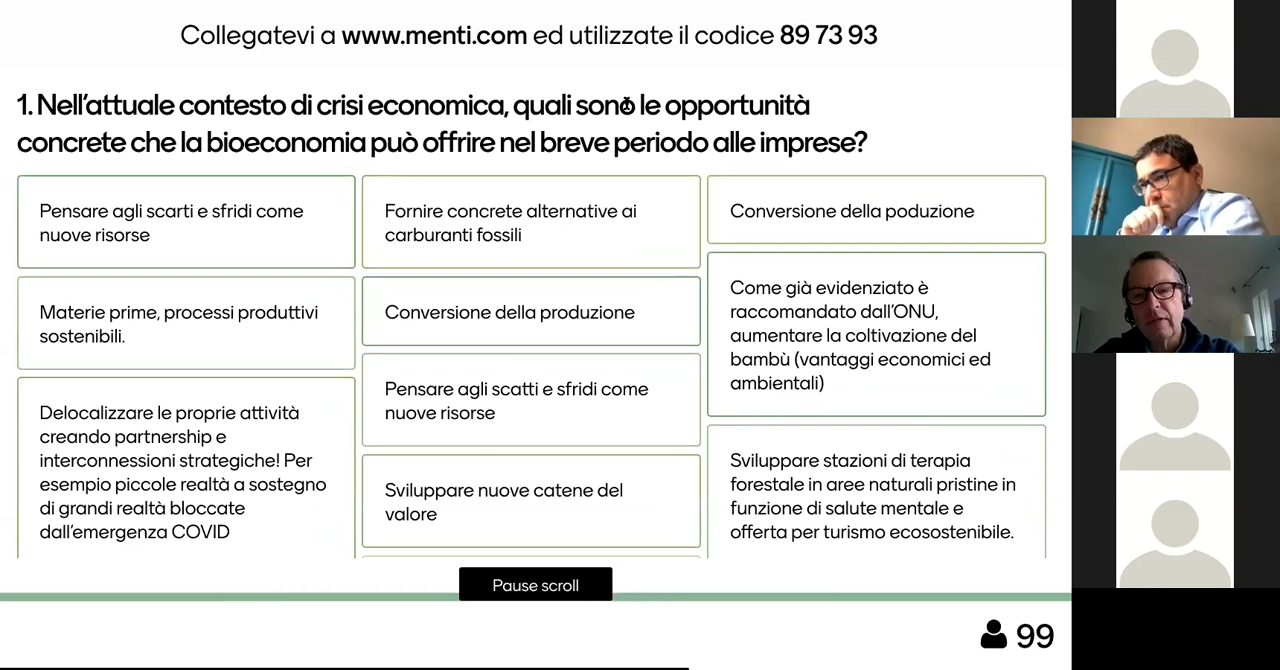 Collegatevi a www.menti.com ed utilizzate il codice 89 73 93
1. Nell'attuale contesto di crisi economica, quali sono le opportunità
concrete che la bioeconomia può offrire nel breve periodo alle imprese?
Pensare agli scarti e sfridi come
nuove risorse
Materie prime, processi produttivi
sostenibili.
Delocalizzare le proprie attività
creando partnership e
interconnessioni strategiche! Per
esempio piccole realtà a sostegno
di grandi realtà bloccate
dall'emergenza COVID
Fornire concrete alternative ai
carburanti fossili
Conversione della produzione
Pensare agli scatti e sfridi come
nuove risorse
Sviluppare nuove catene del
valore
Conversione della poduzione
Come già evidenziato è
raccomandato dall'ONU,
aumentare la coltivazione del
bambù (vantaggi economici ed
ambientali)
Sviluppare stazioni di terapia
forestale in aree naturali pristine in
funzione di salute mentale e
offerta per turismo ecosostenibile.
Pause scroll
99